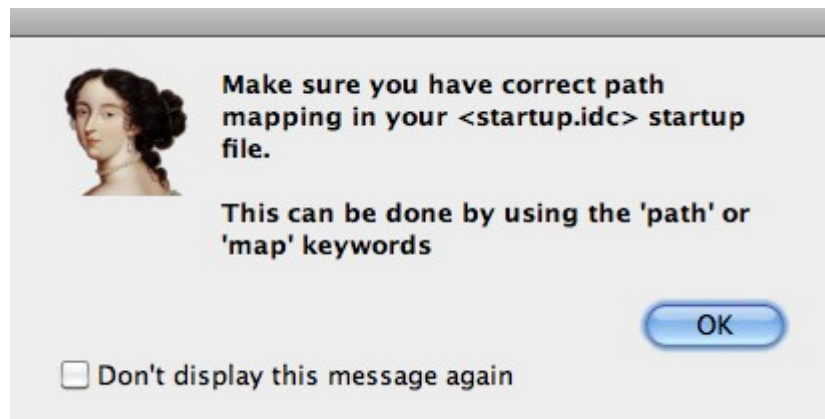 Make sure you have correct path
mapping in your <startup.idc> startup
file.
This can be done by using the 'path' or
'map' keywords
OK
Don't display this message again